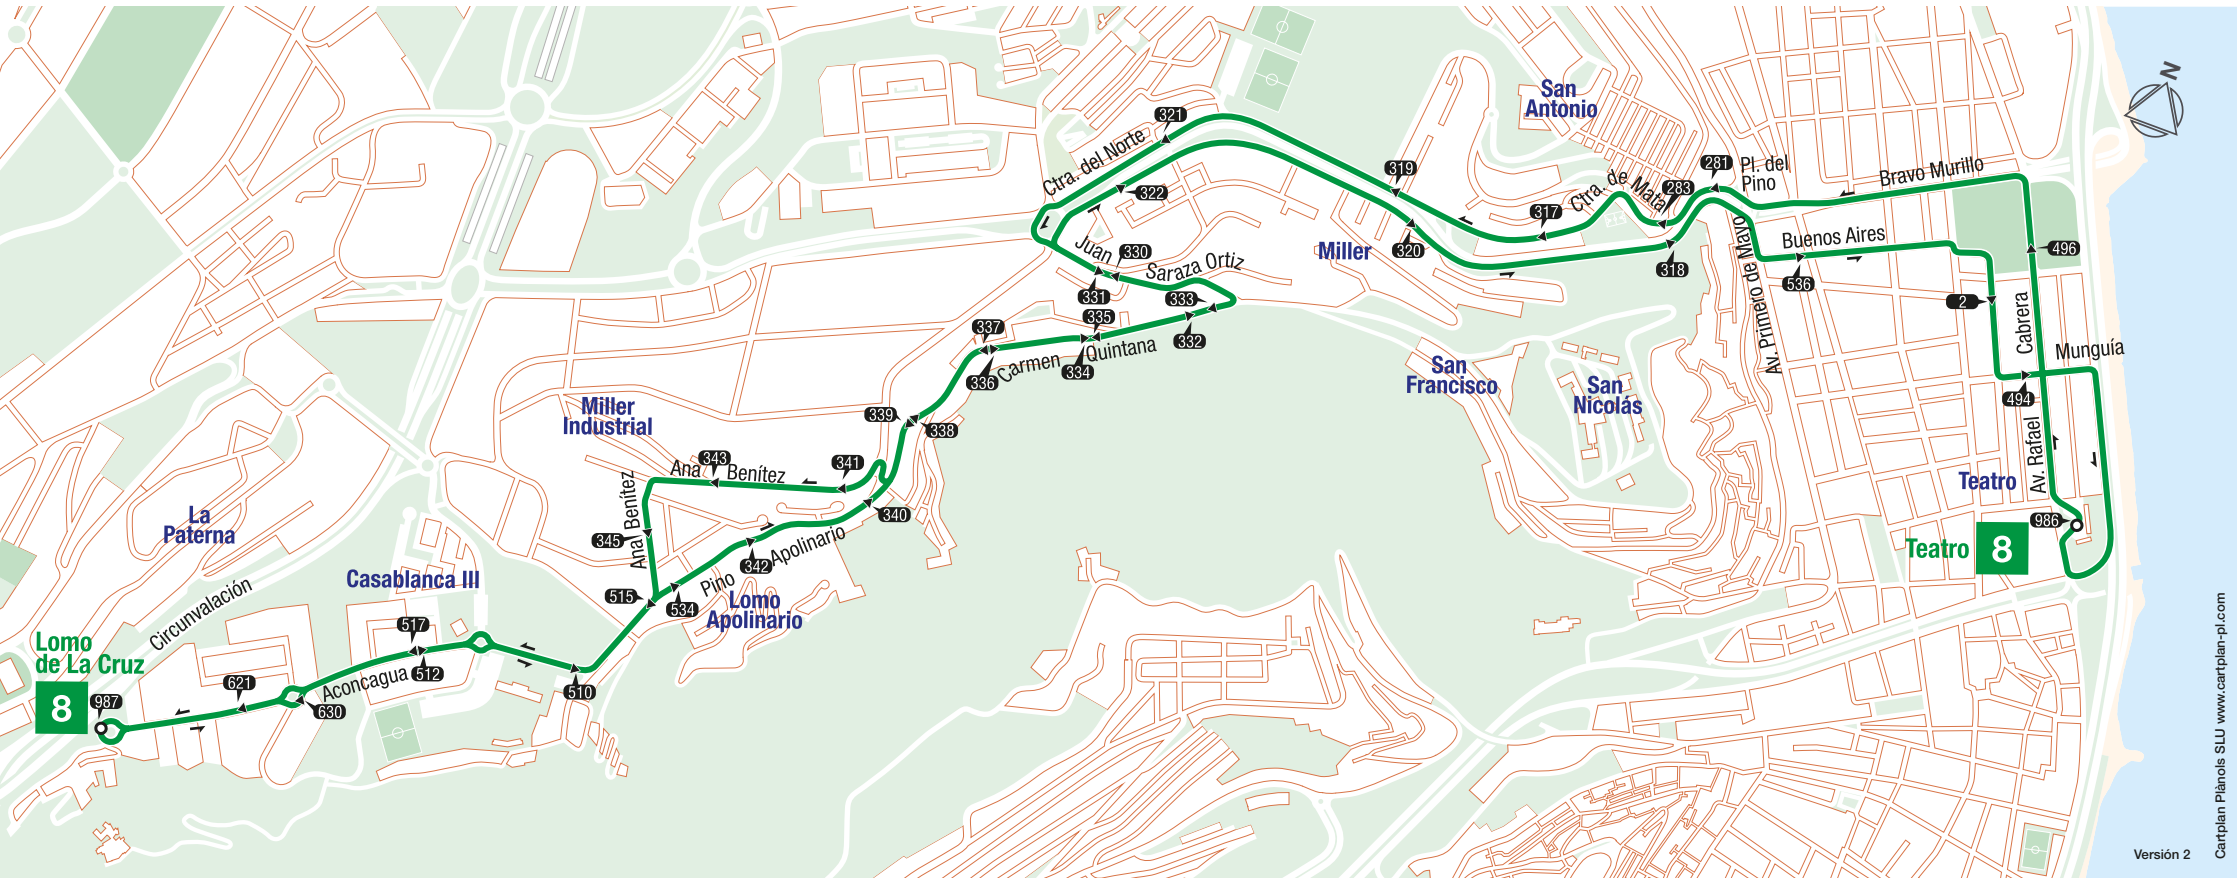 N
San
Antonio
321
Ctra. del Norte
322
319
281
Pl. del
Pino
Bravo Murillo
283
Ctra. de Mata
317
320
Miller
318
Buenos Aires
536
Av. Primero de Mayo
496
2
Cabrera
Munguía
494
Av. Rafael
Teatro
986
Teatro
8
Juan
330
Saraza Ortiz
331
333
335
332
337
Carmen
Quintana
334
336
San
Francisco
San
Nicolás
339
338
Miller
Industrial
343
Ana
Benítez
341
340
Ana Benítez
345
342
Pino
Apolinario
515
534
Lomo
Apolinario
La
Paterna
Circunvalación
Casablanca III
517
512
Aconcagua
510
Lomo
de La Cruz
8
987
621
630
Versión 2
Cartplan Plànols SLU www.cartplan-pl.com